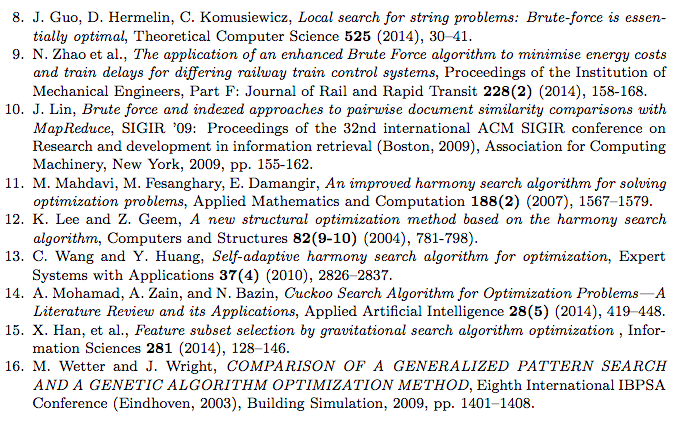 8. J. Guo, D. Hermelin, C. Komusiewicz, Local search for string problems: Brute-force is essen-
tially optimal, Theoretical Computer Science 525 (2014), 30–41.
9. N. Zhao et al., The application of an enhanced Brute Force algorithm to minimise energy costs
and train delays for differing railway train control systems, Proceedings of the Institution of
Mechanical Engineers, Part F: Journal of Rail and Rapid Transit 228(2) (2014), 158-168.
10. J. Lin, Brute force and indexed approaches to pairwise document similarity comparisons with
MapReduce, SIGIR ’09: Proceedings of the 32nd international ACM SIGIR conference on
Research and development in information retrieval (Boston, 2009), Association for Computing
Machinery, New York, 2009, pp. 155-162.
11. M. Mahdavi, M. Fesanghary, E. Damangir, An improved harmony search algorithm for solving
optimization problems, Applied Mathematics and Computation 188(2) (2007), 1567–1579.
12. K. Lee and Z. Geem, A new structural optimization method based on the harmony search
algorithm, Computers and Structures 82(9-10) (2004), 781-798).
13. C. Wang and Y. Huang, Self-adaptive harmony search algorithm for optimization, Expert
Systems with Applications 37(4) (2010), 2826–2837.
14. A. Mohamad, A. Zain, and N. Bazin, Cuckoo Search Algorithm for Optimization Problems—A
Literature Review and its Applications, Applied Artificial Intelligence 28(5) (2014), 419–448.
15. X. Han, et al., Feature subset selection by gravitational search algorithm optimization , Infor-
mation Sciences 281 (2014), 128–146.
16. M. Wetter and J. Wright, COMPARISON OF A GENERALIZED PATTERN SEARCH
AND A GENETIC ALGORITHM OPTIMIZATION METHOD, Eighth International IBPSA
Conference (Eindhoven, 2003), Building Simulation, 2009, pp. 1401–1408.